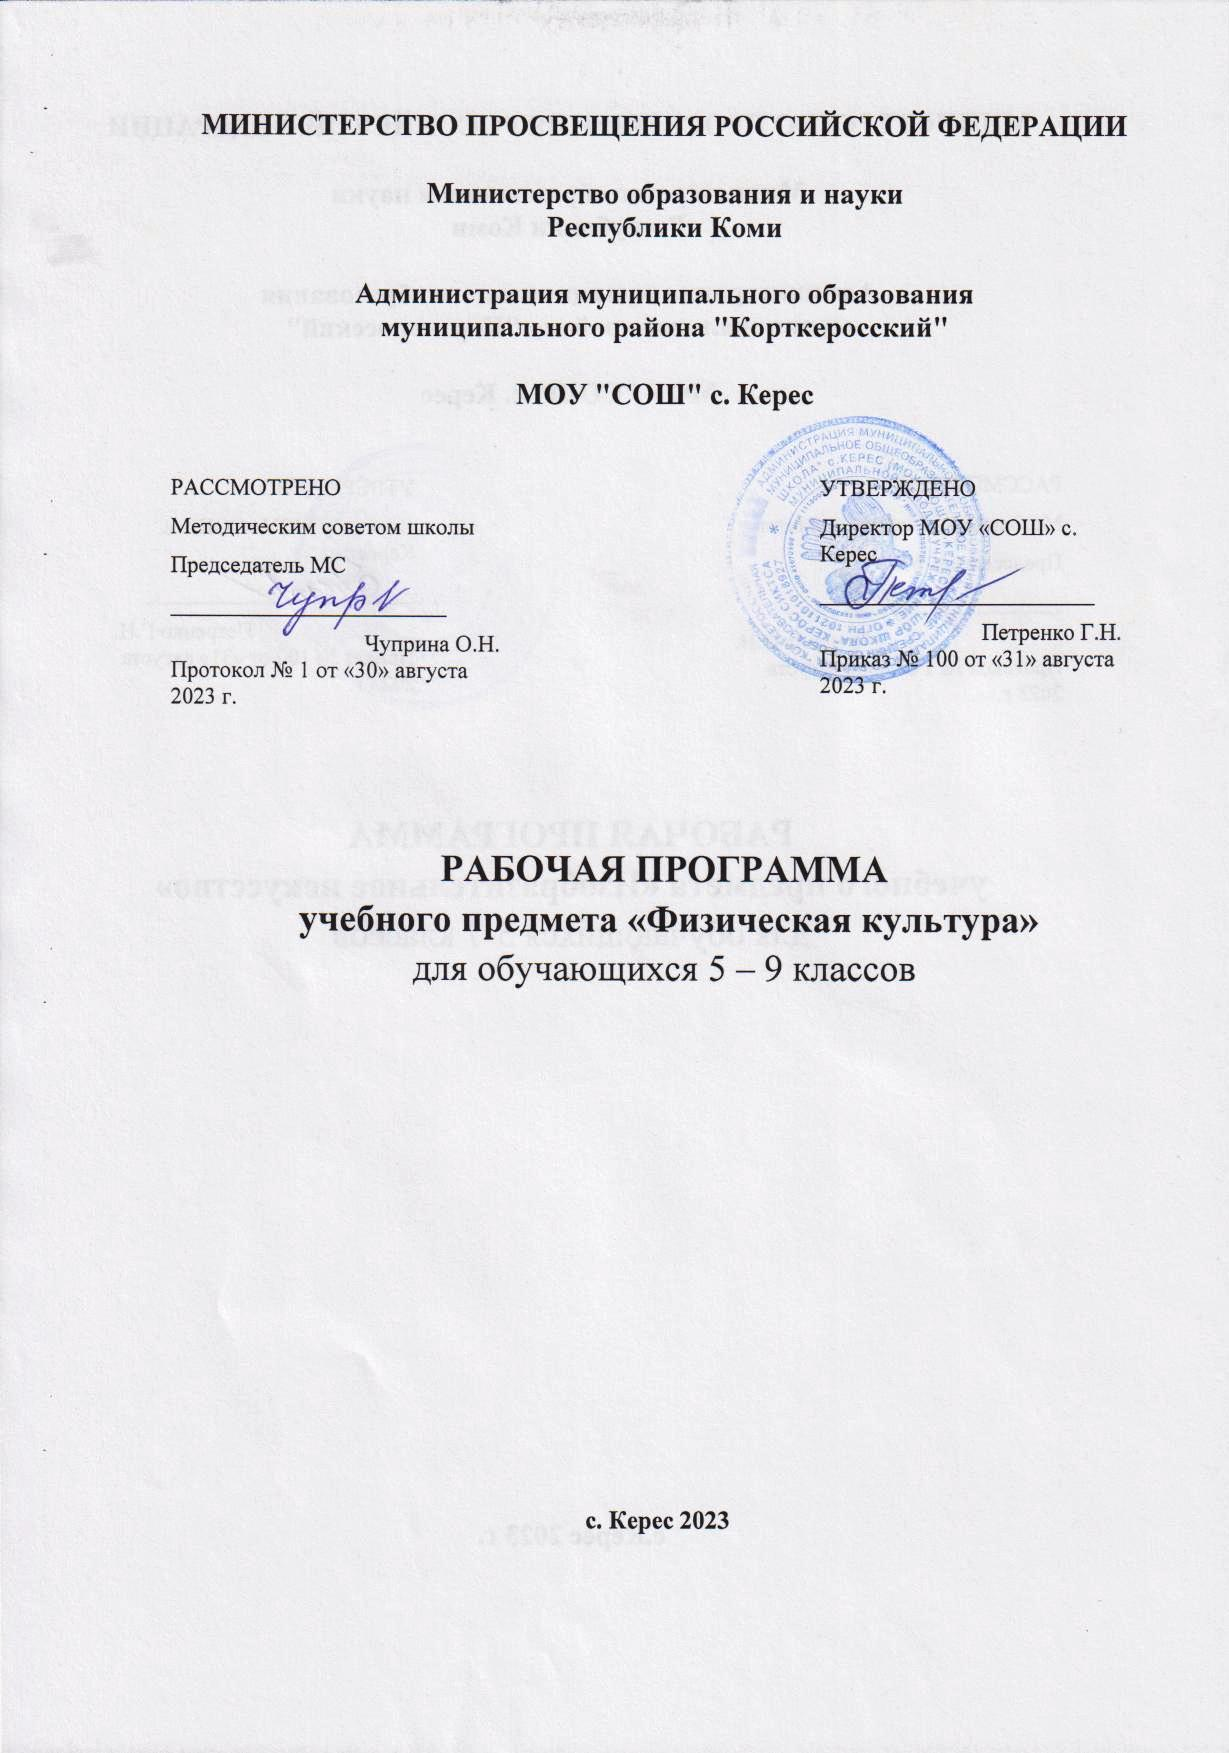 МИНИСТЕРСТВО ПРОСВЕЩЕНИЯ РОССИЙСКОЙ ФЕДЕРАЦИИ
Министерство образования и науки
Республики Коми
Администрация муниципального образования
муниципального района "Корткеросский"
МОУ "СОШ" с. Керес
РАССМОТРЕНО
Методическим советом школы
Председатель МС
Чуприна О.Н.
Протокол № 1 от «30» августа
2023 г.
УТВЕРЖДЕНО
Директор МОУ «СОШ» с.
Керес
Петренко Г.Н.
Приказ № 100 от «31» августа
2023 г.
РАБОЧАЯ ПРОГРАММА
учебного предмета «Физическая культура»
для обучающихся 5 – 9 классов
с. Керес 2023